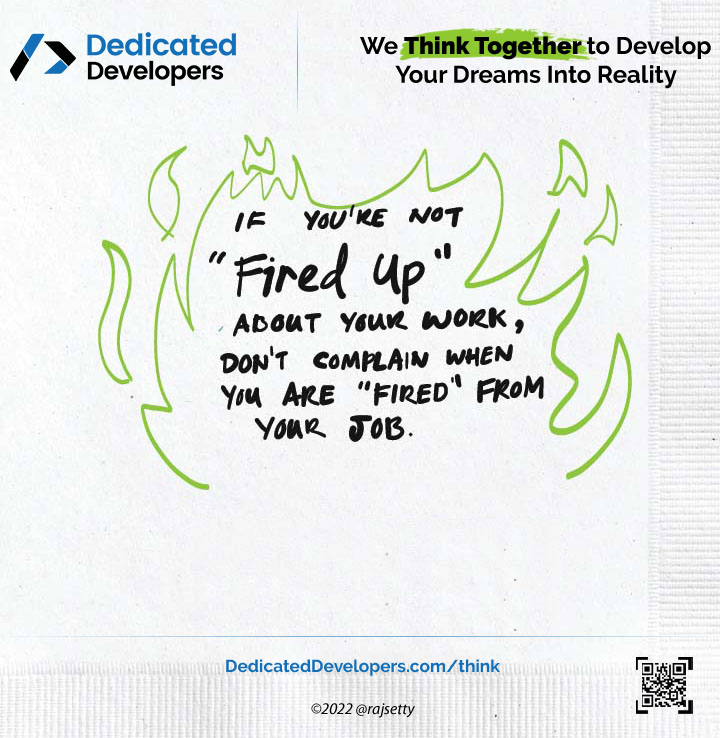 Dedicated
Developers
We Think Together to Develop
Your Dreams Into Reality
IF YOU'RE NOT
"Fired Up"
ABOUT YOUR WORK,
DON'T COMPLAIN WHEN
YOU ARE "FIRED" FROM
YOUR JOB.
DedicatedDevelopers.com/think
©2022 @rajsetty